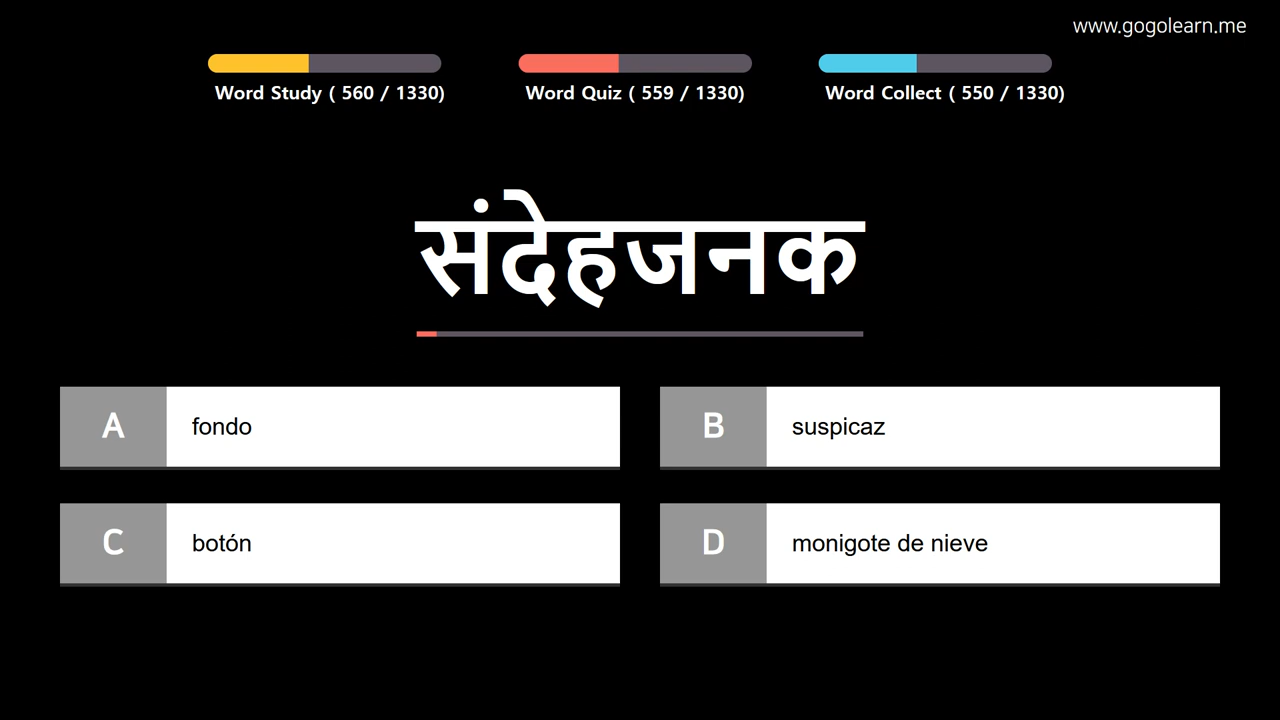 www.gogolearn.me
Word Study ( 560 / 1330)
Word Quiz ( 559 / 1330)
Word Collect ( 550 / 1330)
संदेहजनक
A fondo
B suspicaz
C botón
D monigote de nieve